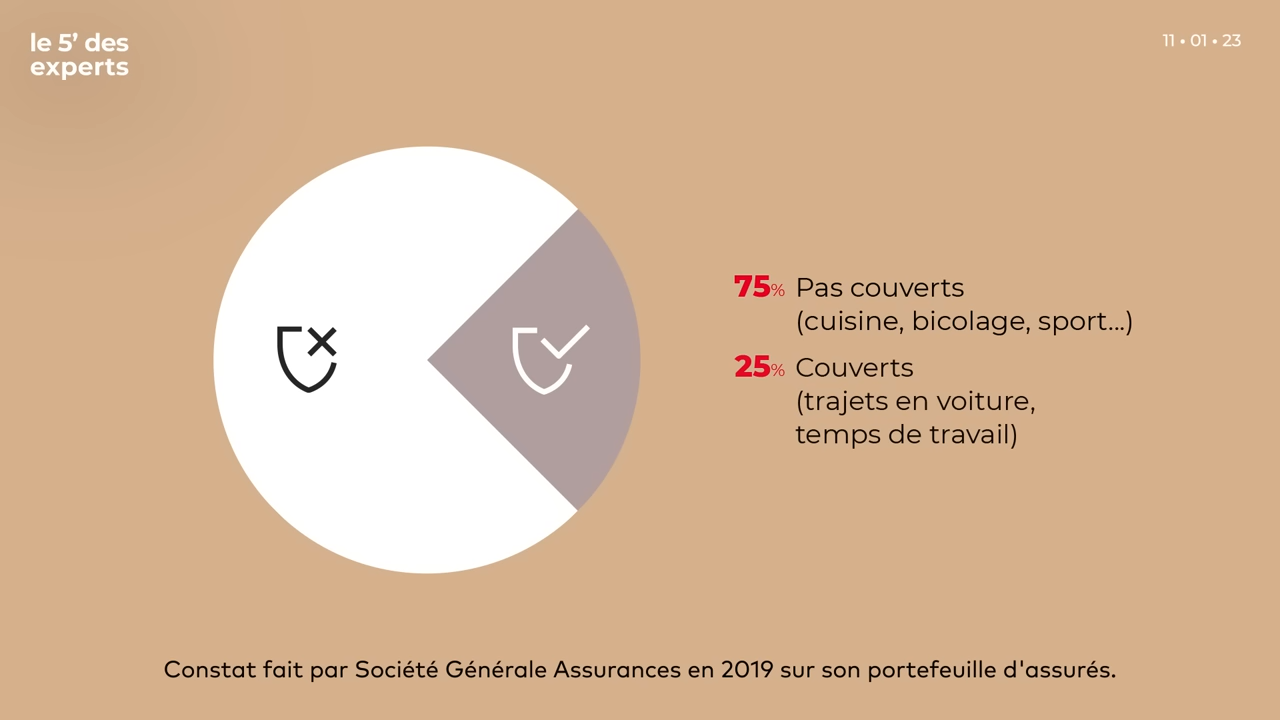 le 5’ des
experts
11 • 01 • 23
75% Pas couverts
(cuisine, bicolage, sport...)
25% Couverts
(trajets en voiture,
temps de travail)
Constat fait par Société Générale Assurances en 2019 sur son portefeuille d'assurés.